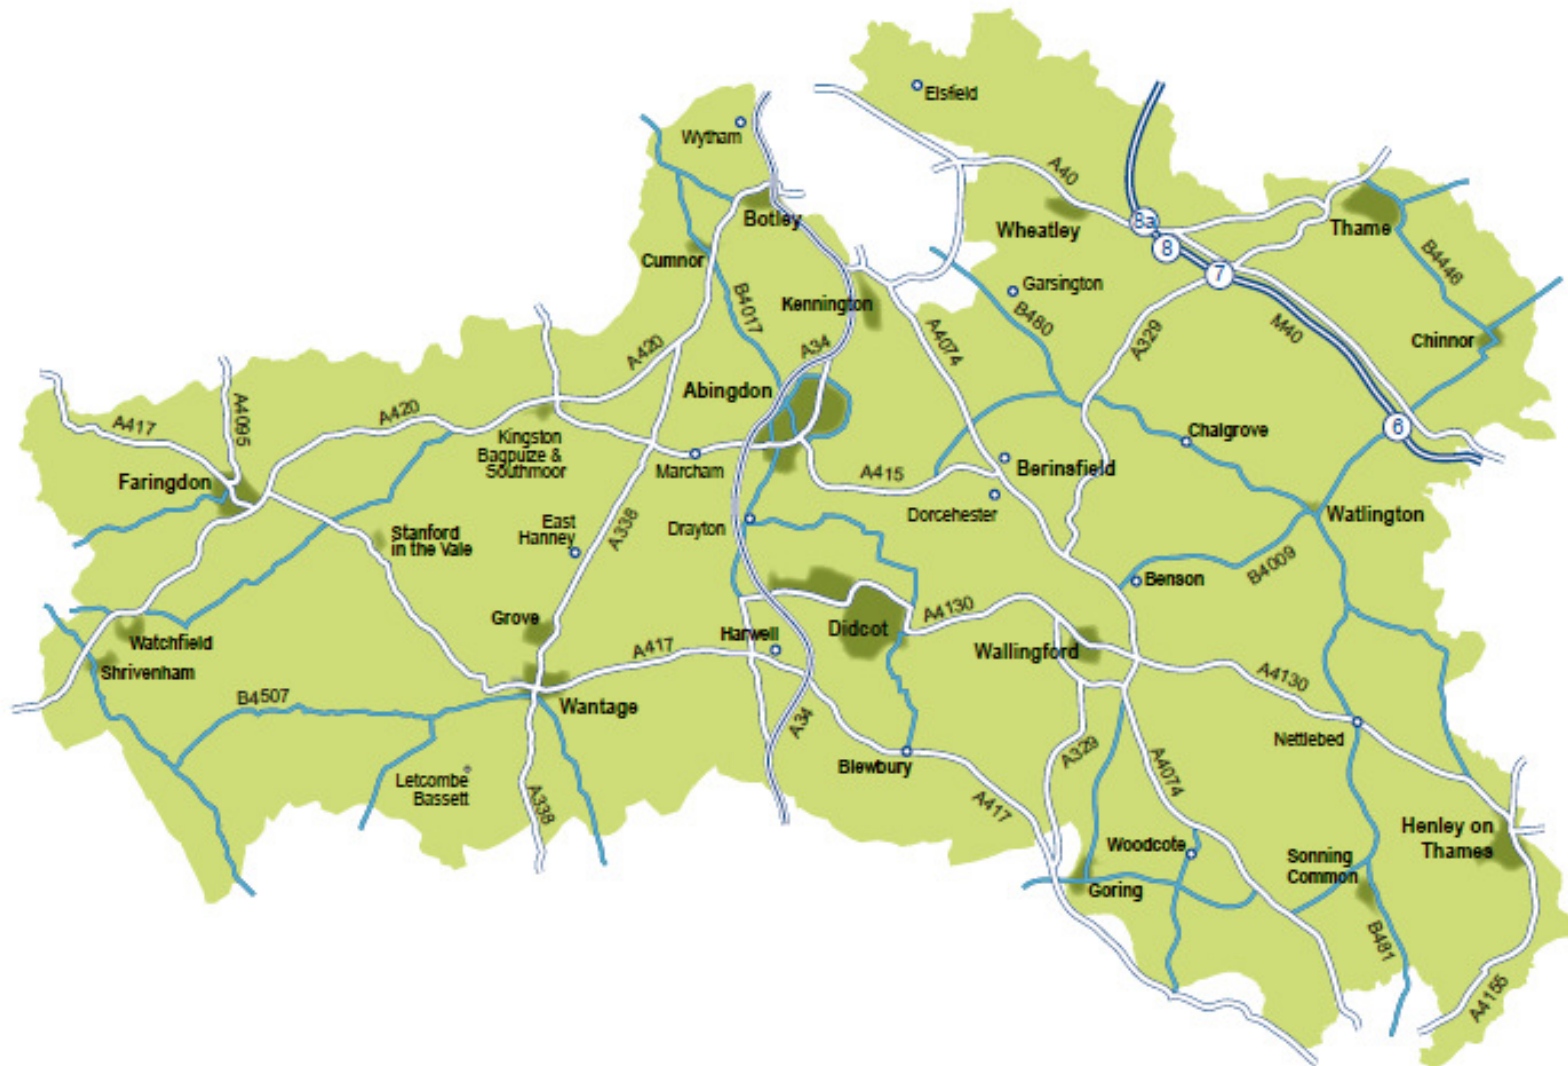 Elsfield
Wytham
A40
Botley
Wheatley
8a
8
Thame
Cumnor
7
B4448
Garsington
B4017
Kennington
B480
A4074
A329
M40
Chinnor
A34
A420
Abingdon
A417
A4095
A420
Kingston
Bagpuize &
Southmoor
Marcham
Chalgrove
6
Faringdon
A415
Berinsfield
Dorcehester
Watlington
Stanford
in the Vale
East
Hanney
A338
Drayton
Benson
B4009
Grove
A4130
Didcot
Harwell
Wallingford
Watchfield
Shrivenham
A417
A4130
B4507
Wantage
A34
Nettlebed
A329
A4074
Blewbury
Letcombe
Bassett
A338
A417
Henley on
Thames
Woodcote
Sonning
Common
Goring
B481
A4155